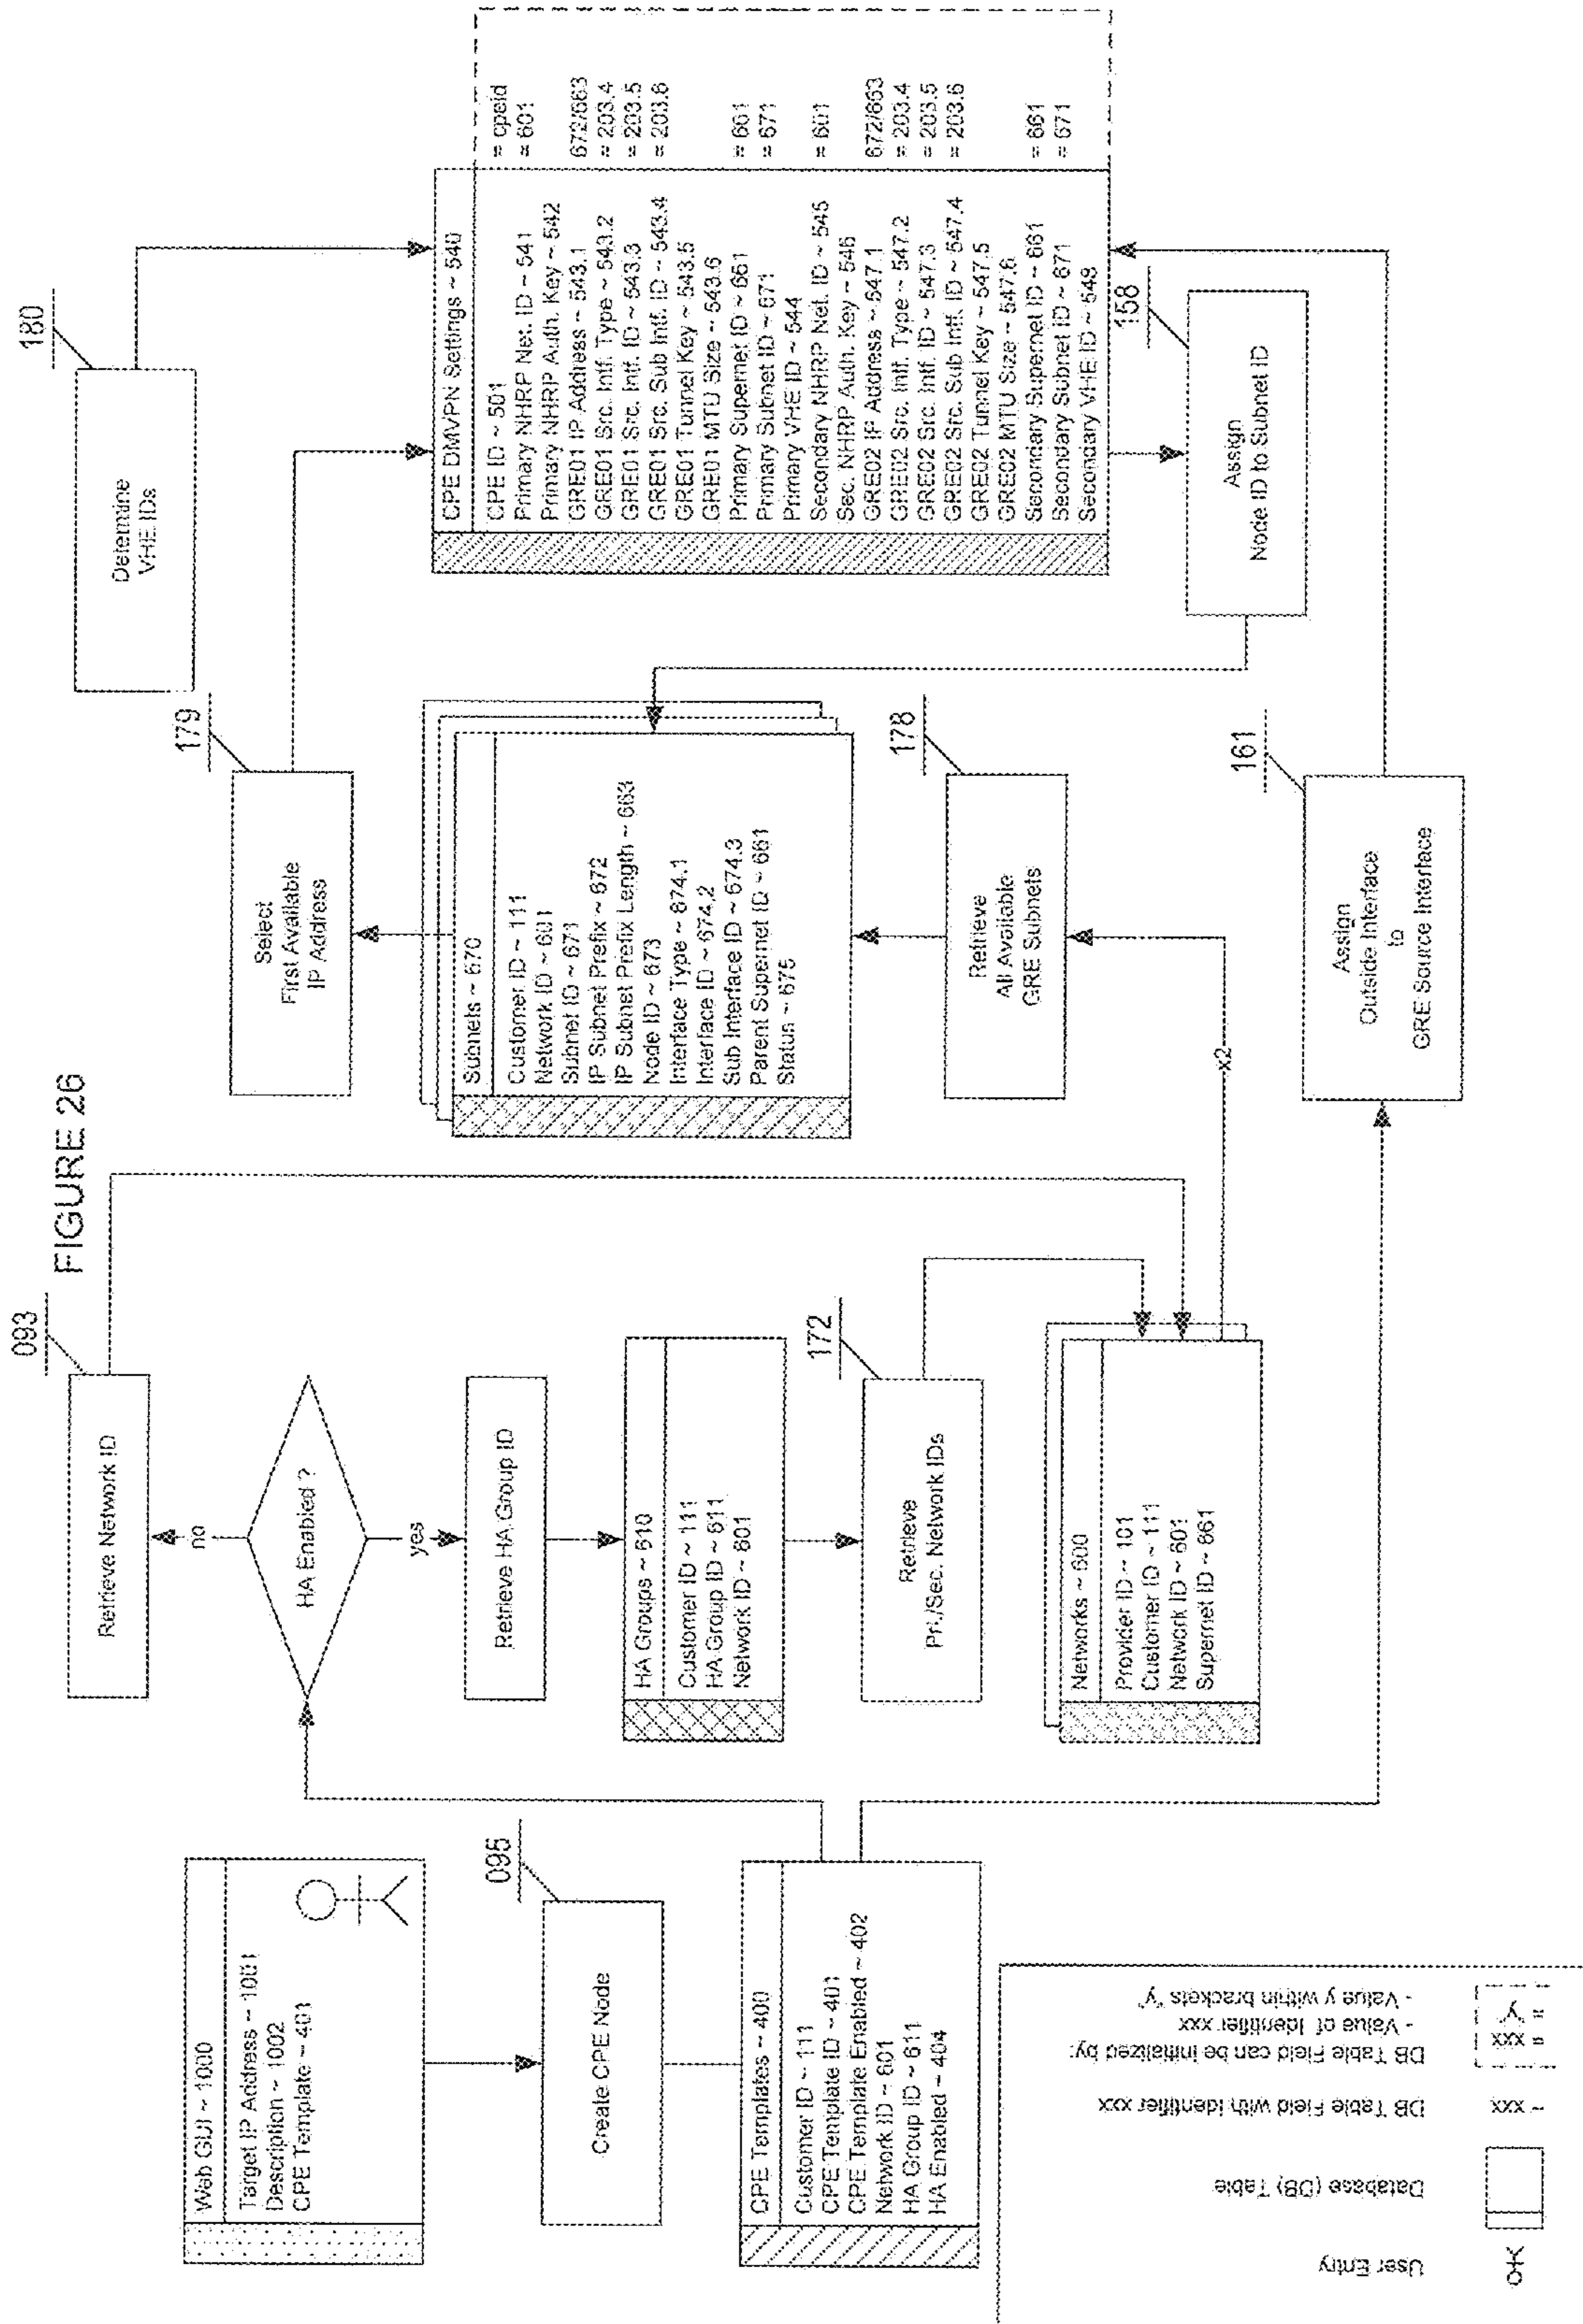 FIGURE 26
Web GUI ~ 1000
Target IP Address ~ 1001
Description ~ 1002
CPE Template ~ 401
095
Create CPE Node
CPE Templates ~ 400
Customer ID ~ 111
CPE Template ID ~ 401
CPE Template Enabled ~ 402
Network ID ~ 601
HA Group ID ~ 611
HA Enabled ~ 404
093
Retrieve Network ID
no
HA Enabled ?
yes
Retrieve HA Group ID
HA Groups ~ 610
Customer ID ~ 111
HA Group ID ~ 611
Network ID ~ 601
172
Retrieve
Pri./Sec. Network IDs
Networks ~ 600
Provider ID ~ 101
Customer ID ~ 111
Network ID ~ 601
Supernet ID ~ 661
x2
179
Select
First Available
IP Address
Subnets ~ 670
Customer ID ~ 111
Network ID ~ 601
Subnet ID ~ 671
IP Subnet Prefix ~ 672
IP Subnet Prefix Length ~ 663
Node ID ~ 673
Interface Type ~ 674.1
Interface ID ~ 674.2
Sub Interface ID ~ 674.3
Parent Supernet ID ~ 661
Status ~ 675
178
Retrieve
All Available
GRE Subnets
161
Assign
Outside Interface
to
GRE Source Interface
180
Determine
VHE IDs
CPE DMVPN Settings ~ 540
CPE ID ~ 501 = cpeid
Primary NHRP Net. ID ~ 541 = 601
Primary NHRP Auth. Key ~ 542
GRE01 IP Address ~ 543.1 672/663
GRE01 Src. Intf. Type ~ 543.2 = 203.4
GRE01 Src. Intf. ID ~ 543.3 = 203.5
GRE01 Src. Sub Intf. ID ~ 543.4 = 203.6
GRE01 Tunnel Key ~ 543.5
GRE01 MTU Size ~ 543.6
Primary Supernet ID ~ 661 = 661
Primary Subnet ID ~ 671 = 671
Primary VHE ID ~ 544
Secondary NHRP Net. ID ~ 545 = 601
Sec. NHRP Auth. Key ~ 546
GRE02 IP Address ~ 547.1 672/663
GRE02 Src. Intf. Type ~ 547.2 = 203.4
GRE02 Src. Intf. ID ~ 547.3 = 203.5
GRE02 Src. Sub Intf. ID ~ 547.4 = 203.6
GRE02 Tunnel Key ~ 547.5
GRE02 MTU Size ~ 547.6
Secondary Supernet ID ~ 661 = 661
Secondary Subnet ID ~ 671 = 671
Secondary VHE ID ~ 548
158
Assign
Node ID to Subnet ID
User Entry
Database (DB) Table
~ xxx DB Table Field with Identifier xxx
= xxx
= "y"
DB Table Field can be initialized by:
- Value of Identifier xxx
- Value y within brackets "y"